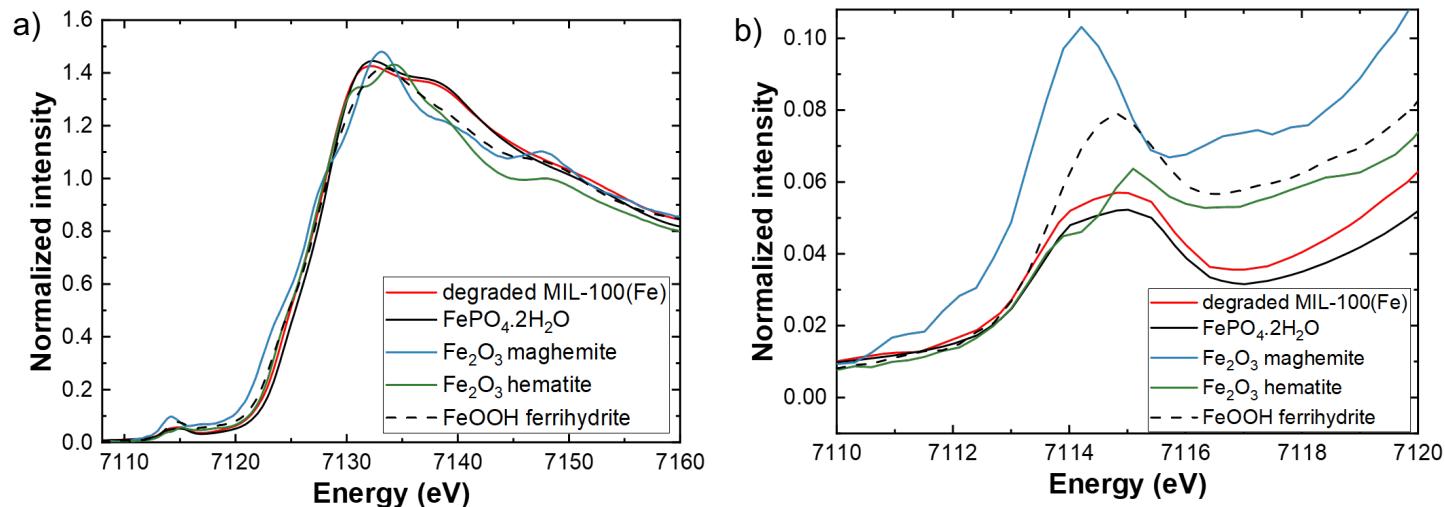 a)
Normalized intensity
1.6
1.4
1.2
1.0
0.8
0.6
0.4
0.2
0.0
degraded MIL-100(Fe)
FePO₄.2H₂O
Fe₂O₃ maghemite
Fe₂O₃ hematite
FeOOH ferrihydrite
7110 7120 7130 7140 7150 7160
Energy (eV)
b)
Normalized intensity
0.10
0.08
0.06
0.04
0.02
0.00
degraded MIL-100(Fe)
FePO₄.2H₂O
Fe₂O₃ maghemite
Fe₂O₃ hematite
FeOOH ferrihydrite
7110 7112 7114 7116 7118 7120
Energy (eV)